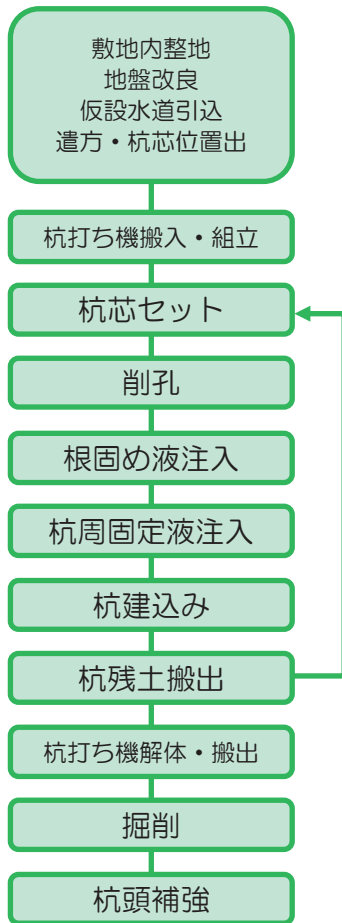 敷地内整地
地盤改良
仮設水道引込
遣方・杭芯位置出
杭打ち機搬入・組立
杭芯セット
削孔
根固め液注入
杭周固定液注入
杭建込み
杭残土搬出
杭打ち機解体・搬出
掘削
杭頭補強